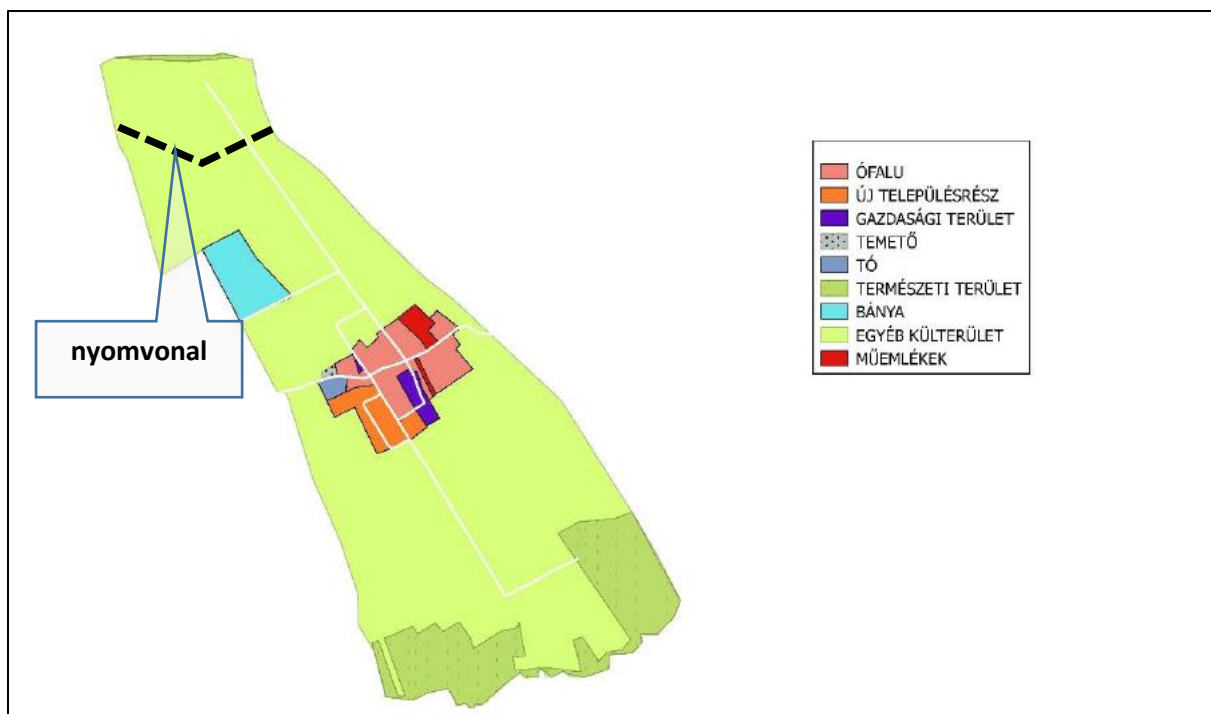 nyomvonal
ÓFALU
ÚJ TELEPÜLÉSRÉSZ
GAZDASÁGI TERÜLET
TEMETŐ
TÓ
TERMÉSZETI TERÜLET
BÁNYA
EGYÉB KÜLTERÜLET
MŰEMLÉKEK